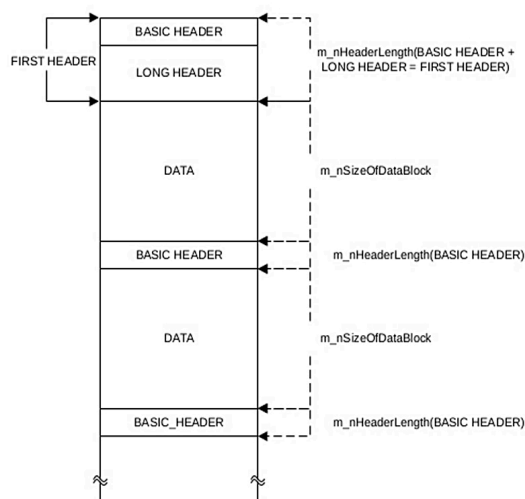 BASIC HEADER
m_nHeaderLength(BASIC HEADER +
LONG HEADER = FIRST HEADER)
FIRST HEADER
LONG HEADER
DATA
m_nSizeOfDataBlock
BASIC HEADER
m_nHeaderLength(BASIC HEADER)
DATA
m_nSizeOfDataBlock
BASIC_HEADER
m_nHeaderLength(BASIC HEADER)